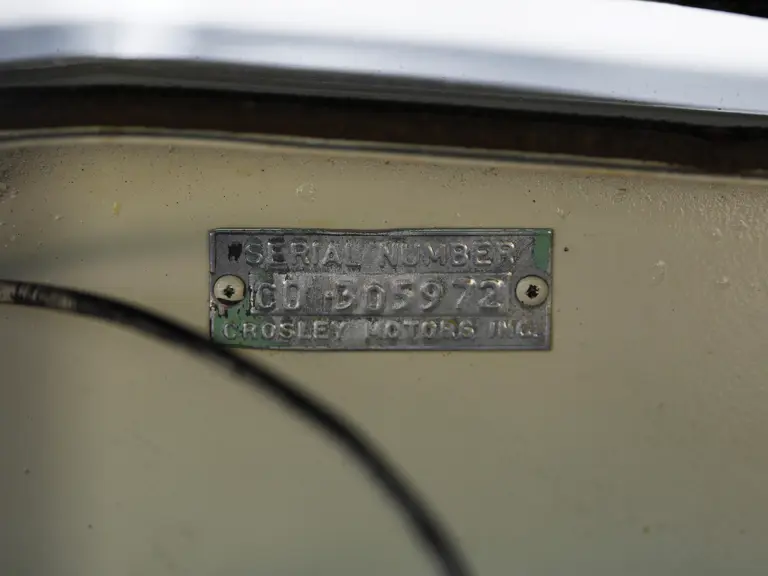 SERIAL NUMBER
CD 305972
CROSLEY MOTORS INC.